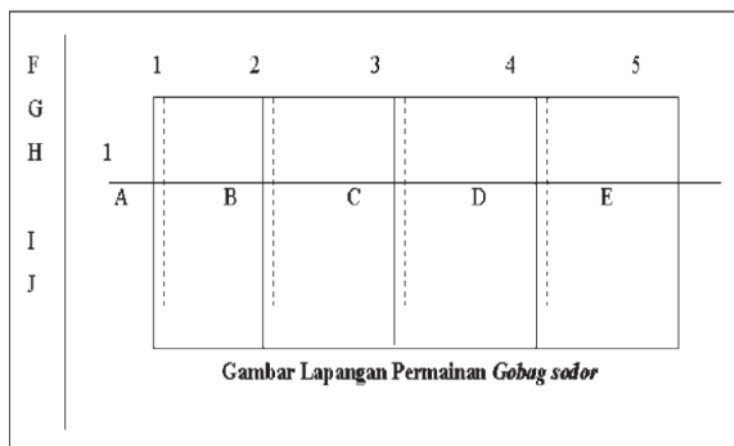 F 1 2 3 4 5
G
H 1
A B C D E
I
J
Gambar Lapangan Permainan Gobag sodor